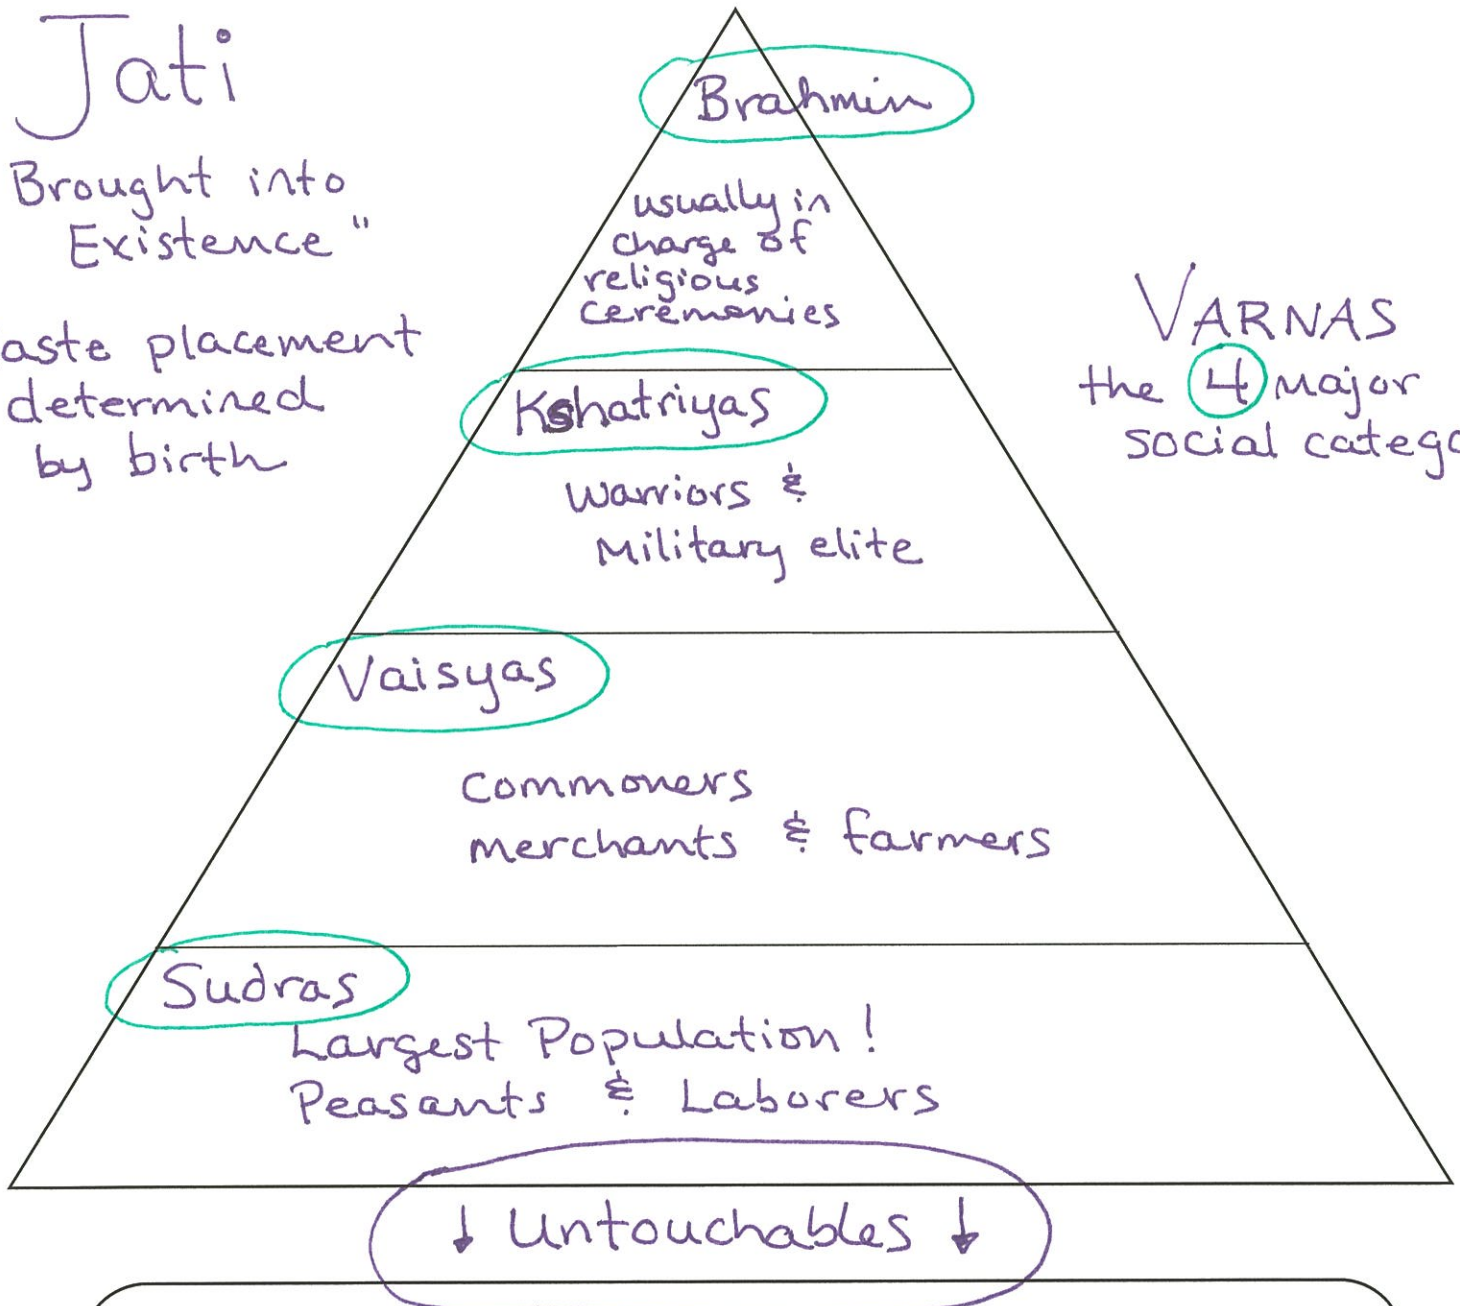 Jati
Brought into
Existence"
aste placement
determined
by birth
Brahmin
usually in
charge of
religious
ceremonies
Kshatriyas
Warriors &
Military elite
VARNAS
the 4 Major
social catego
Vaisyas
Commoners
merchants & farmers
Sudras
Largest Population!
Peasants & Laborers
↓ Untouchables ↓